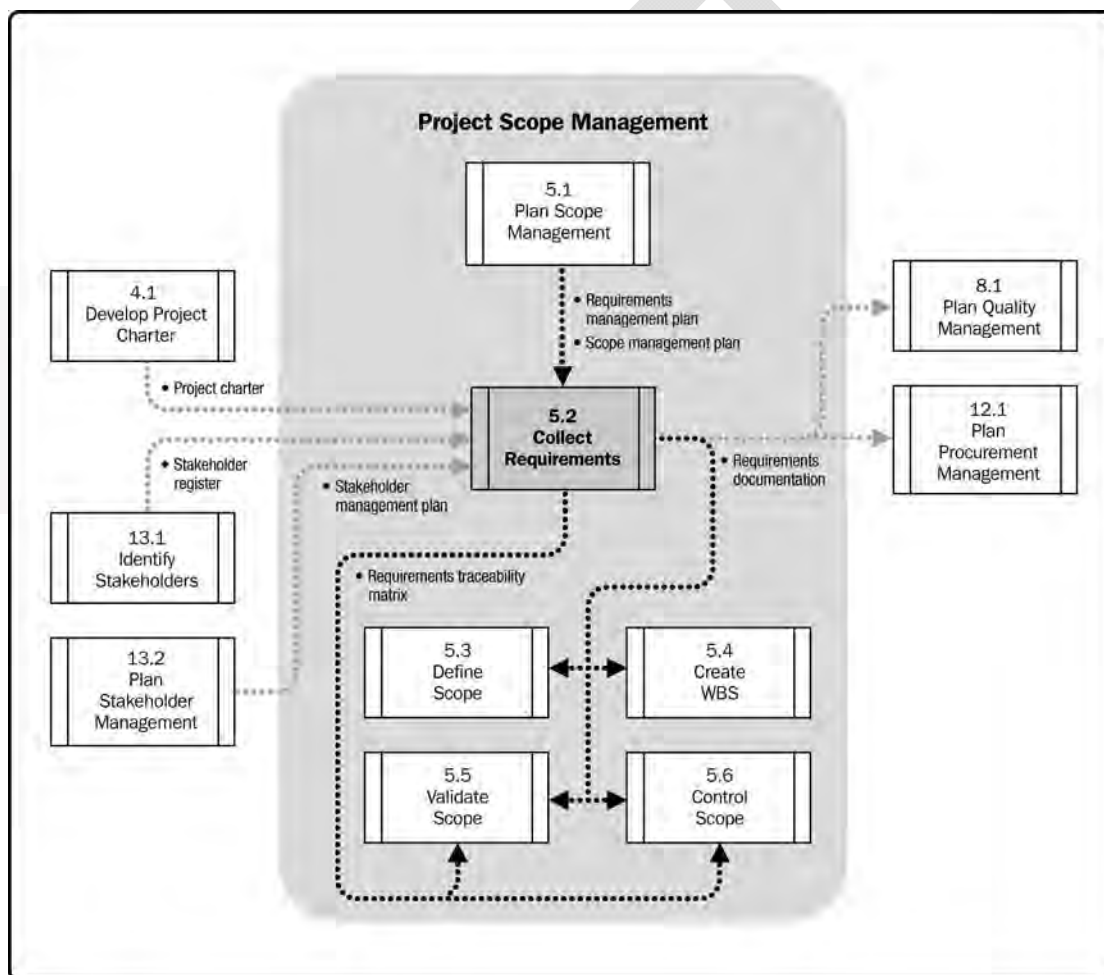 Project Scope Management
5.1
Plan Scope
Management
4.1
Develop Project
Charter
8.1
Plan Quality
Management
• Requirements
management plan
• Scope management plan
• Project charter
5.2
Collect
Requirements
12.1
Plan
Procurement
Management
• Stakeholder
register
• Stakeholder
management plan
• Requirements
documentation
13.1
Identify
Stakeholders
• Requirements traceability
matrix
13.2
Plan
Stakeholder
Management
5.3
Define
Scope
5.4
Create
WBS
5.5
Validate
Scope
5.6
Control
Scope